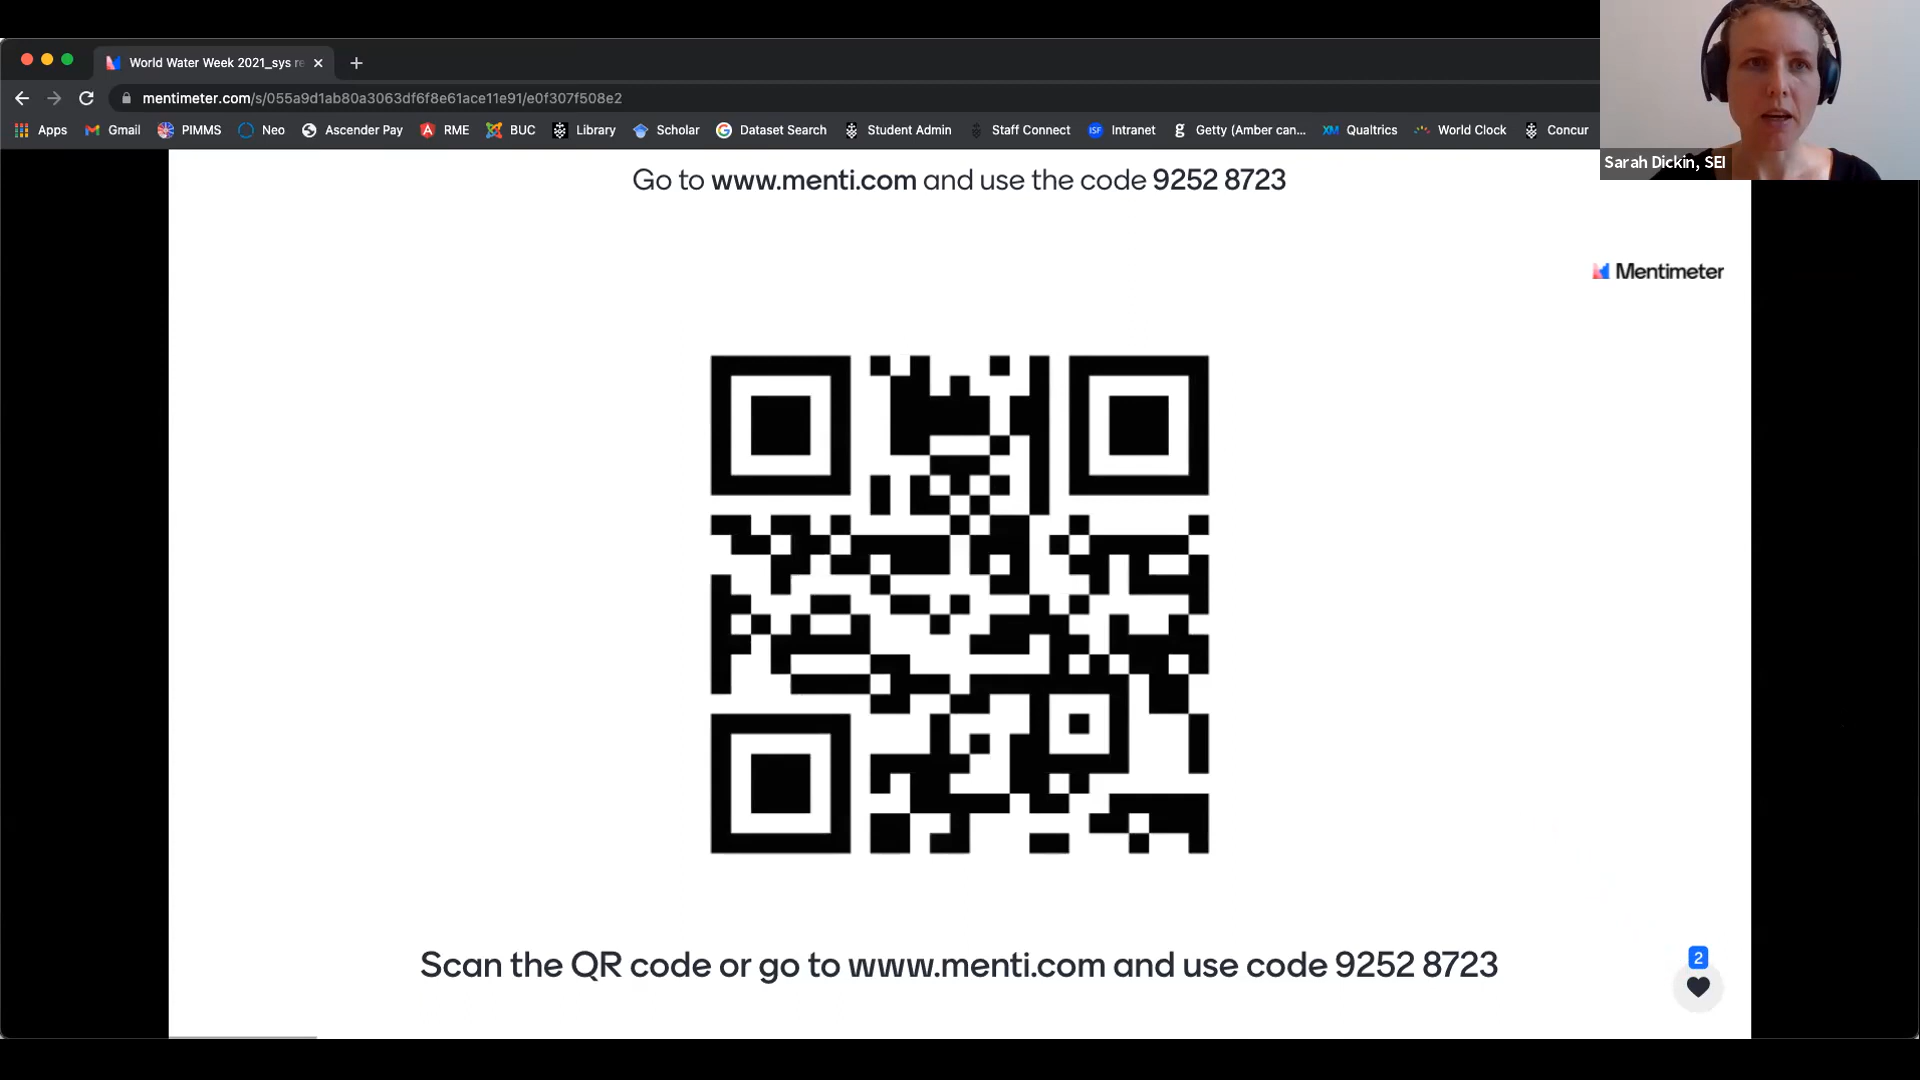 World Water Week 2021_sys re
mentimeter.com/s/055a9d1ab80a3063df6f8e61ace11e91/e0f307f508e2
Apps Gmail PIMMS Neo Ascender Pay RME BUC Library Scholar Dataset Search Student Admin Staff Connect Intranet Getty (Amber can... Qualtrics World Clock Concur
Sarah Dickin, SEI
Go to www.menti.com and use the code 9252 8723
Mentimeter
Scan the QR code or go to www.menti.com and use code 9252 8723
2